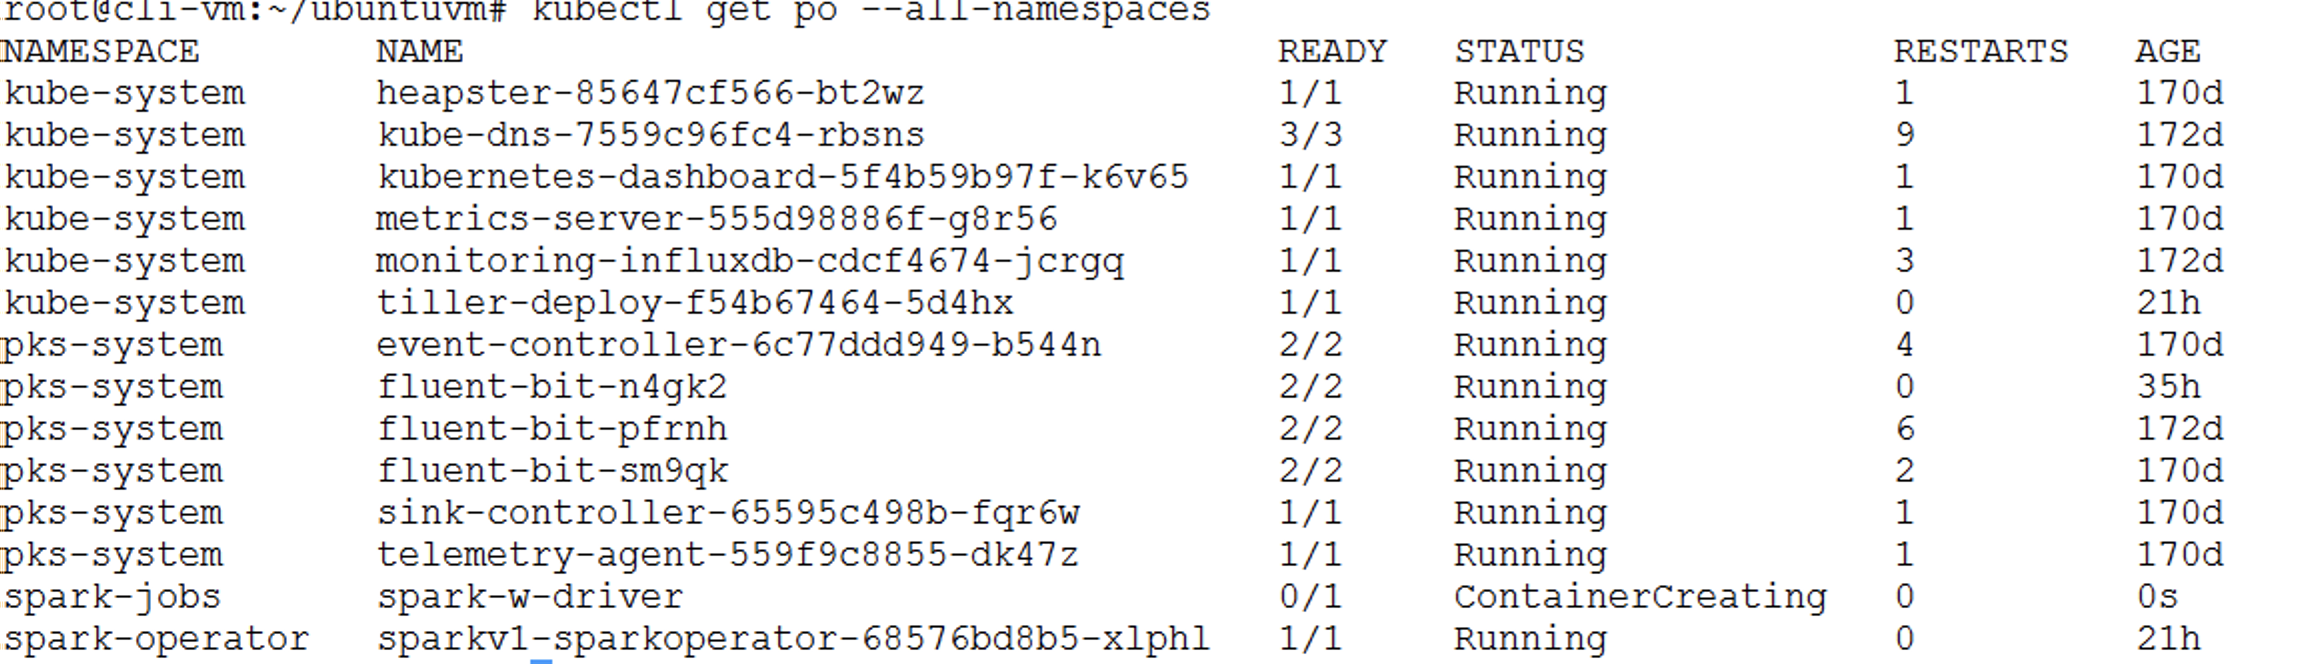 root@cli-vm:~/ubuntuvm# kubectl get po --all-namespaces
NAMESPACE NAME READY STATUS RESTARTS AGE
kube-system heapster-85647cf566-bt2wz 1/1 Running 1 170d
kube-system kube-dns-7559c96fc4-rbsns 3/3 Running 9 172d
kube-system kubernetes-dashboard-5f4b59b97f-k6v65 1/1 Running 1 170d
kube-system metrics-server-555d98886f-g8r56 1/1 Running 1 170d
kube-system monitoring-influxdb-cdcf4674-jcrgq 1/1 Running 3 172d
kube-system tiller-deploy-f54b67464-5d4hx 1/1 Running 0 21h
pks-system event-controller-6c77ddd949-b544n 2/2 Running 4 170d
pks-system fluent-bit-n4gk2 2/2 Running 0 35h
pks-system fluent-bit-pfrnh 2/2 Running 6 172d
pks-system fluent-bit-sm9qk 2/2 Running 2 170d
pks-system sink-controller-65595c498b-fqr6w 1/1 Running 1 170d
pks-system telemetry-agent-559f9c8855-dk47z 1/1 Running 1 170d
spark-jobs spark-w-driver 0/1 ContainerCreating 0 0s
spark-operator sparkv1-sparkoperator-68576bd8b5-xlphl 1/1 Running 0 21h